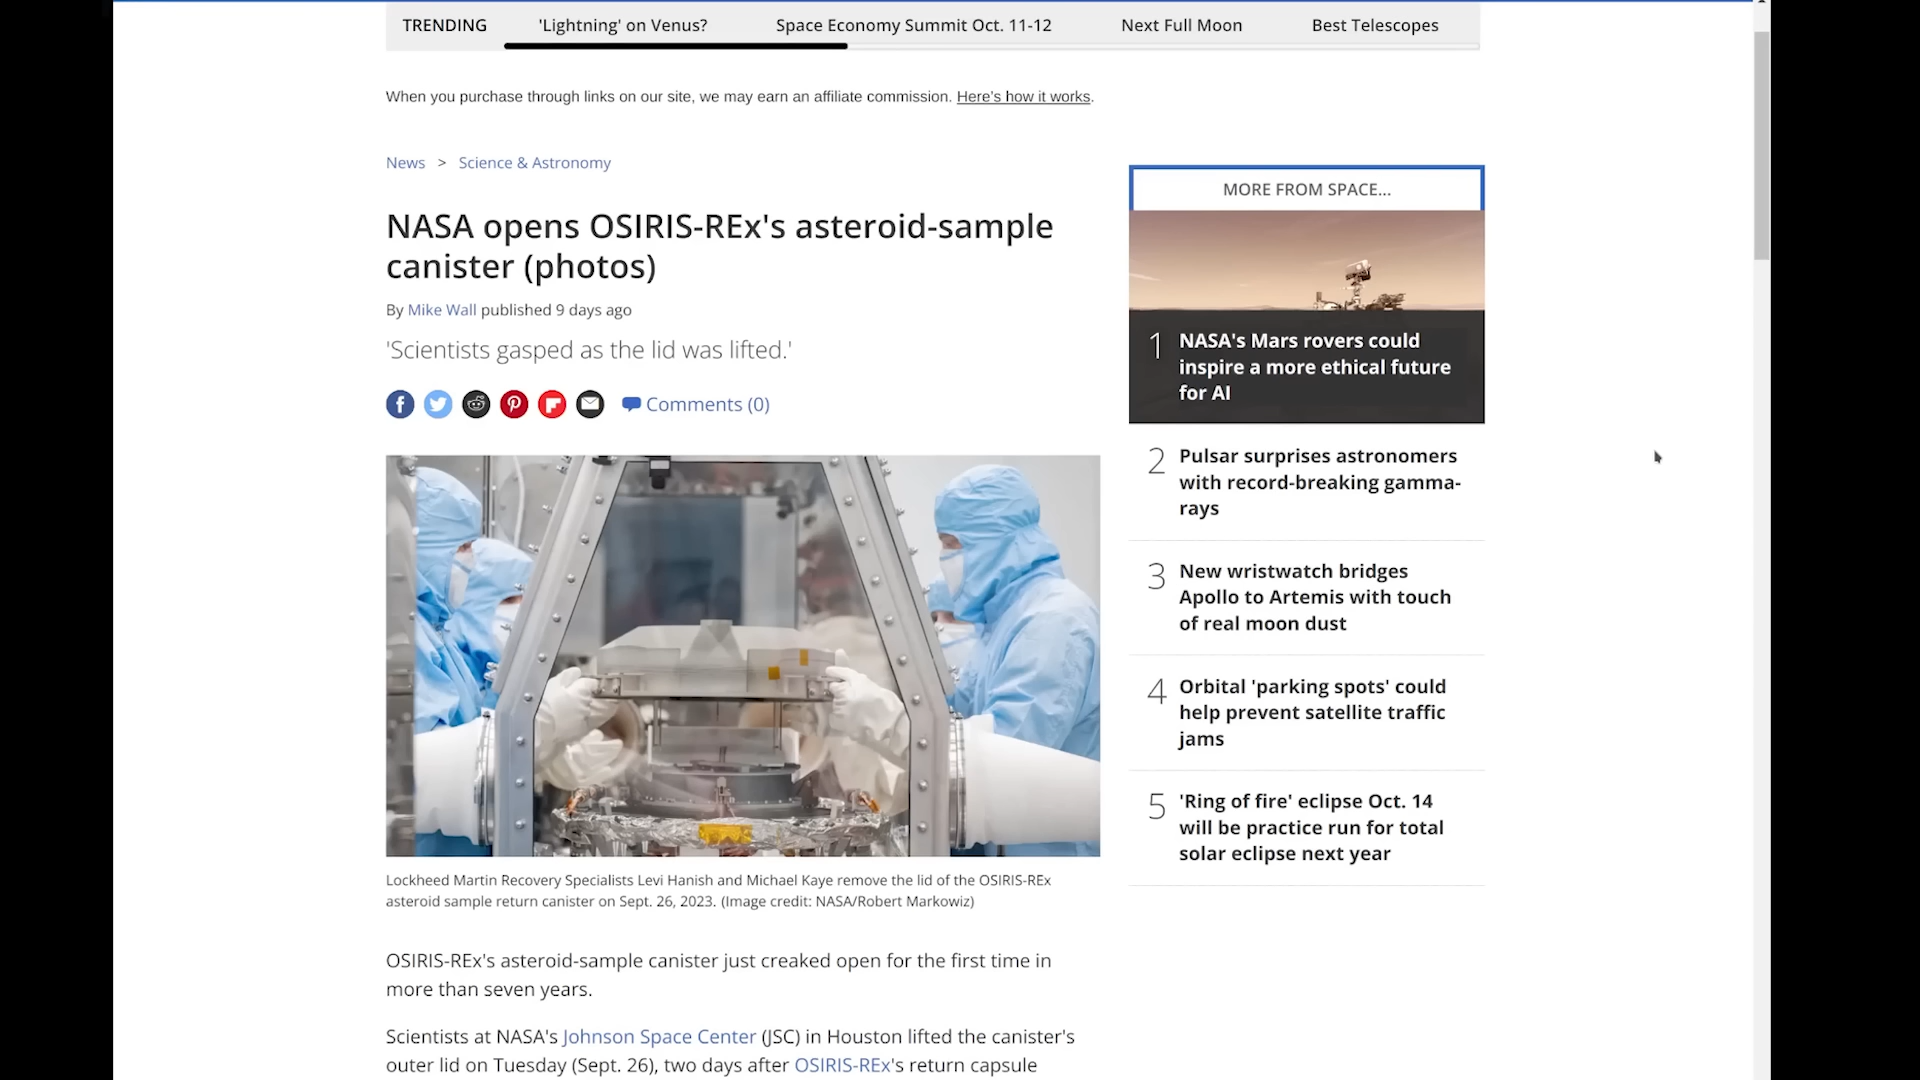 TRENDING 'Lightning' on Venus? Space Economy Summit Oct. 11-12 Next Full Moon Best Telescopes
When you purchase through links on our site, we may earn an affiliate commission. Here's how it works.
News > Science & Astronomy
NASA opens OSIRIS-REx's asteroid-sample
canister (photos)
By Mike Wall published 9 days ago
'Scientists gasped as the lid was lifted.'
Comments (0)
Lockheed Martin Recovery Specialists Levi Hanish and Michael Kaye remove the lid of the OSIRIS-REx
asteroid sample return canister on Sept. 26, 2023. (Image credit: NASA/Robert Markowiz)
OSIRIS-REx's asteroid-sample canister just creaked open for the first time in
more than seven years.
Scientists at NASA's Johnson Space Center (JSC) in Houston lifted the canister's
outer lid on Tuesday (Sept. 26), two days after OSIRIS-REx's return capsule
MORE FROM SPACE...
1 NASA's Mars rovers could
inspire a more ethical future
for AI
2 Pulsar surprises astronomers
with record-breaking gamma-
rays
3 New wristwatch bridges
Apollo to Artemis with touch
of real moon dust
4 Orbital 'parking spots' could
help prevent satellite traffic
jams
5 'Ring of fire' eclipse Oct. 14
will be practice run for total
solar eclipse next year